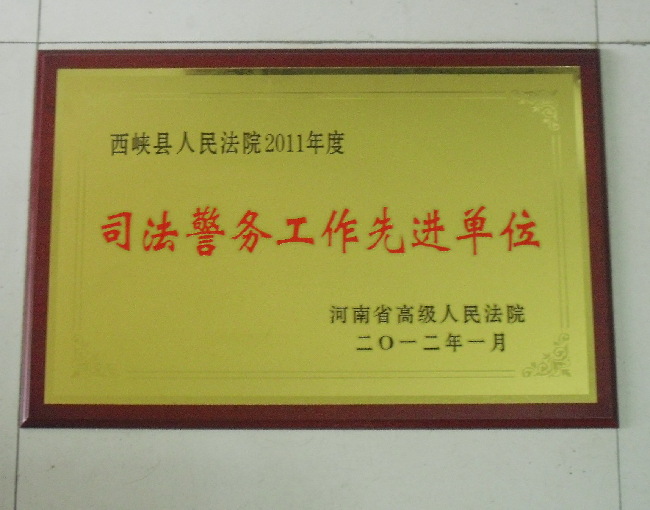 西峡县人民法院2011年度
司法警务工作先进单位
河南省高级人民法院
二〇一二年一月